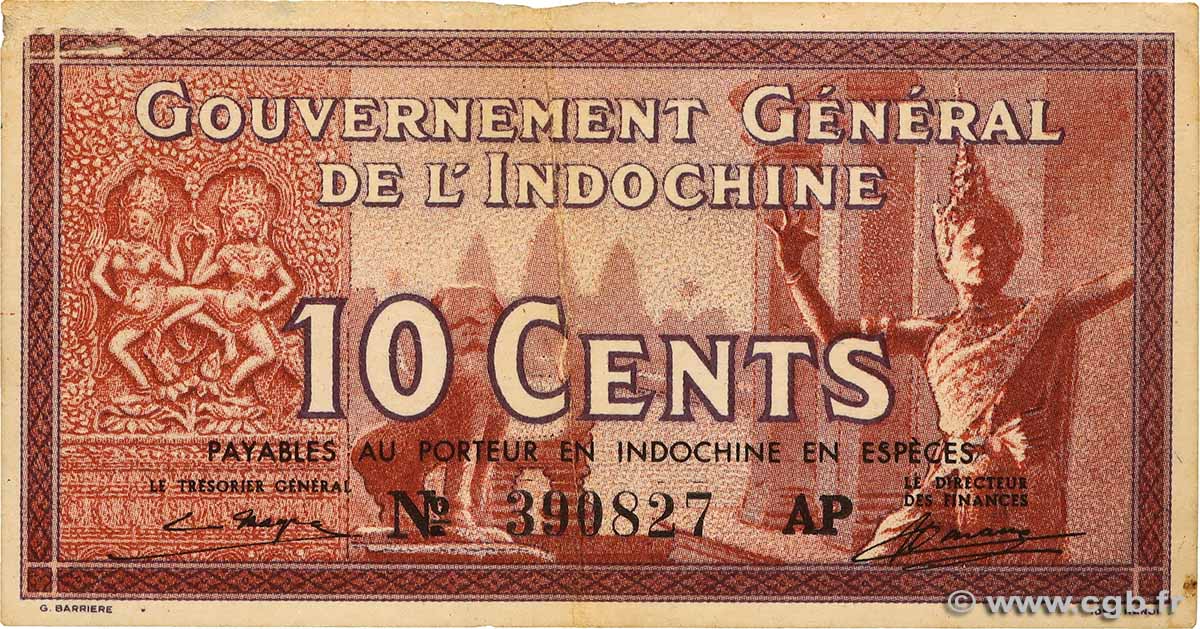 GOUVERNEMENT GÉNÉRAL
DE L'INDOCHINE
10 CENTS
PAYABLES AU PORTEUR EN INDOCHINE EN ESPÈCES
LE TRÉSORIER GÉNÉRAL
LE DIRECTEUR
DES FINANCES
No 390827 AP
G. BARRIERE
© www.cgb.fr